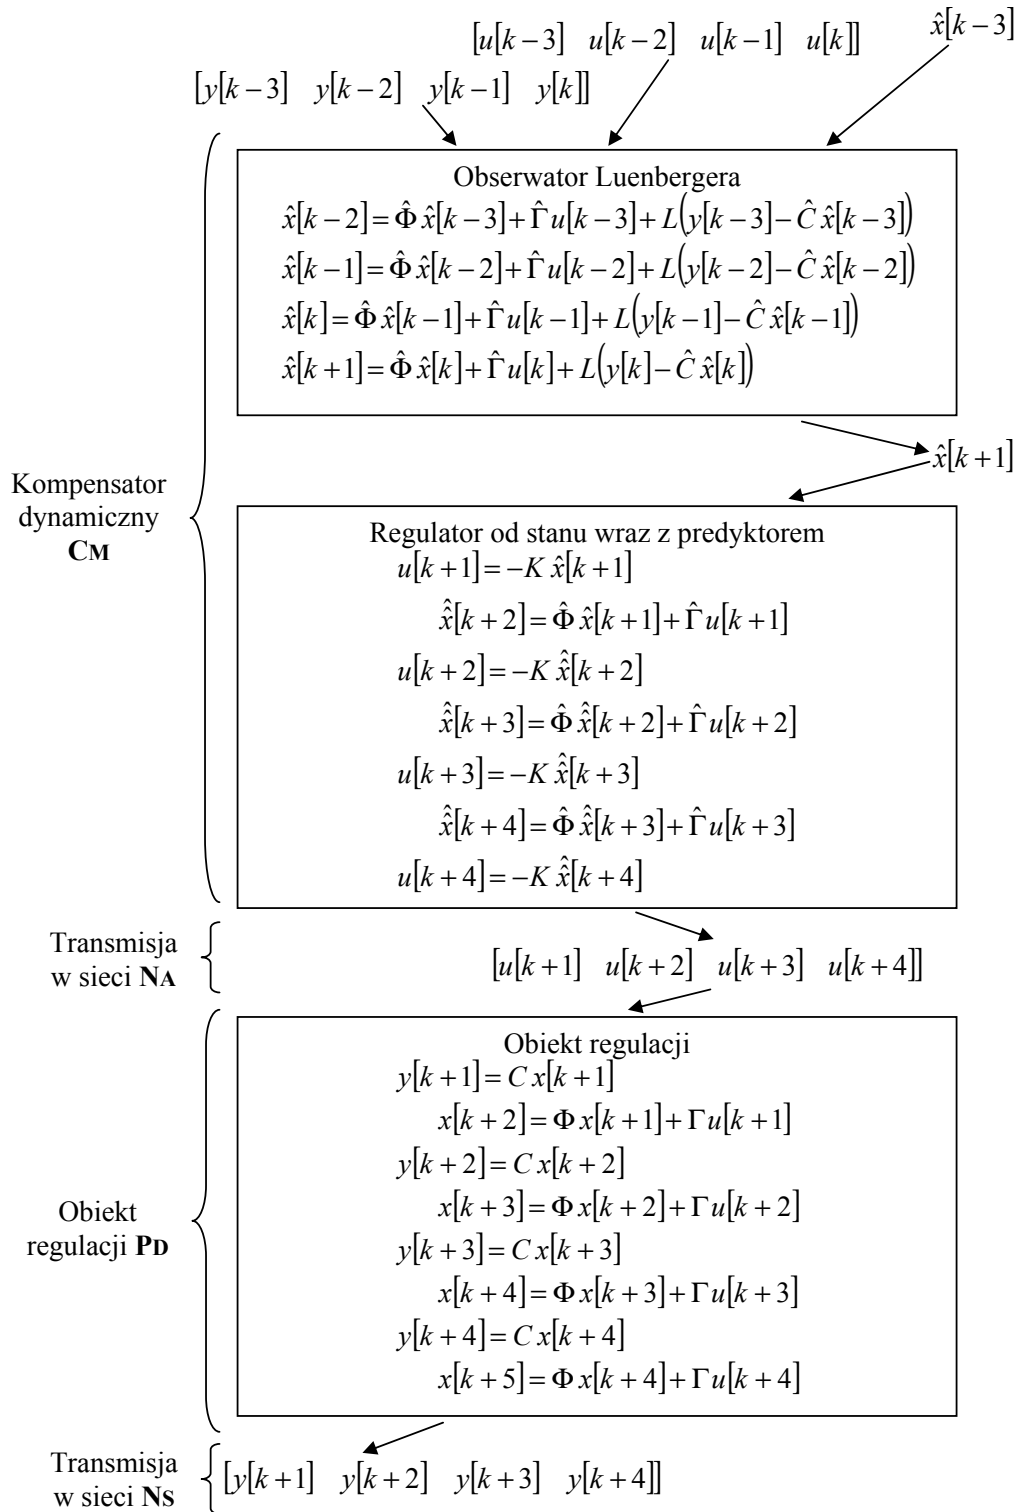 [u[k−3] u[k−2] u[k−1] u[k]]
x̂[k−3]
[y[k−3] y[k−2] y[k−1] y[k]]
Obserwator Luenbergera
x̂[k−2]=Φ̂ x̂[k−3]+Γ̂ u[k−3]+L(y[k−3]−Ĉ x̂[k−3])
x̂[k−1]=Φ̂ x̂[k−2]+Γ̂ u[k−2]+L(y[k−2]−Ĉ x̂[k−2])
x̂[k]=Φ̂ x̂[k−1]+Γ̂ u[k−1]+L(y[k−1]−Ĉ x̂[k−1])
x̂[k+1]=Φ̂ x̂[k]+Γ̂ u[k]+L(y[k]−Ĉ x̂[k])
x̂[k+1]
Kompensator
dynamiczny
CM
Regulator od stanu wraz z predyktorem
u[k+1]=−K x̂[k+1]
x̂̂[k+2]=Φ̂ x̂[k+1]+Γ̂ u[k+1]
u[k+2]=−K x̂̂[k+2]
x̂̂[k+3]=Φ̂ x̂̂[k+2]+Γ̂ u[k+2]
u[k+3]=−K x̂̂[k+3]
x̂̂[k+4]=Φ̂ x̂̂[k+3]+Γ̂ u[k+3]
u[k+4]=−K x̂̂[k+4]
Transmisja
w sieci NA
[u[k+1] u[k+2] u[k+3] u[k+4]]
Obiekt regulacji
y[k+1]=C x[k+1]
x[k+2]=Φ x[k+1]+Γ u[k+1]
y[k+2]=C x[k+2]
x[k+3]=Φ x[k+2]+Γ u[k+2]
y[k+3]=C x[k+3]
x[k+4]=Φ x[k+3]+Γ u[k+3]
y[k+4]=C x[k+4]
x[k+5]=Φ x[k+4]+Γ u[k+4]
Obiekt
regulacji PD
Transmisja
w sieci NS
[y[k+1] y[k+2] y[k+3] y[k+4]]